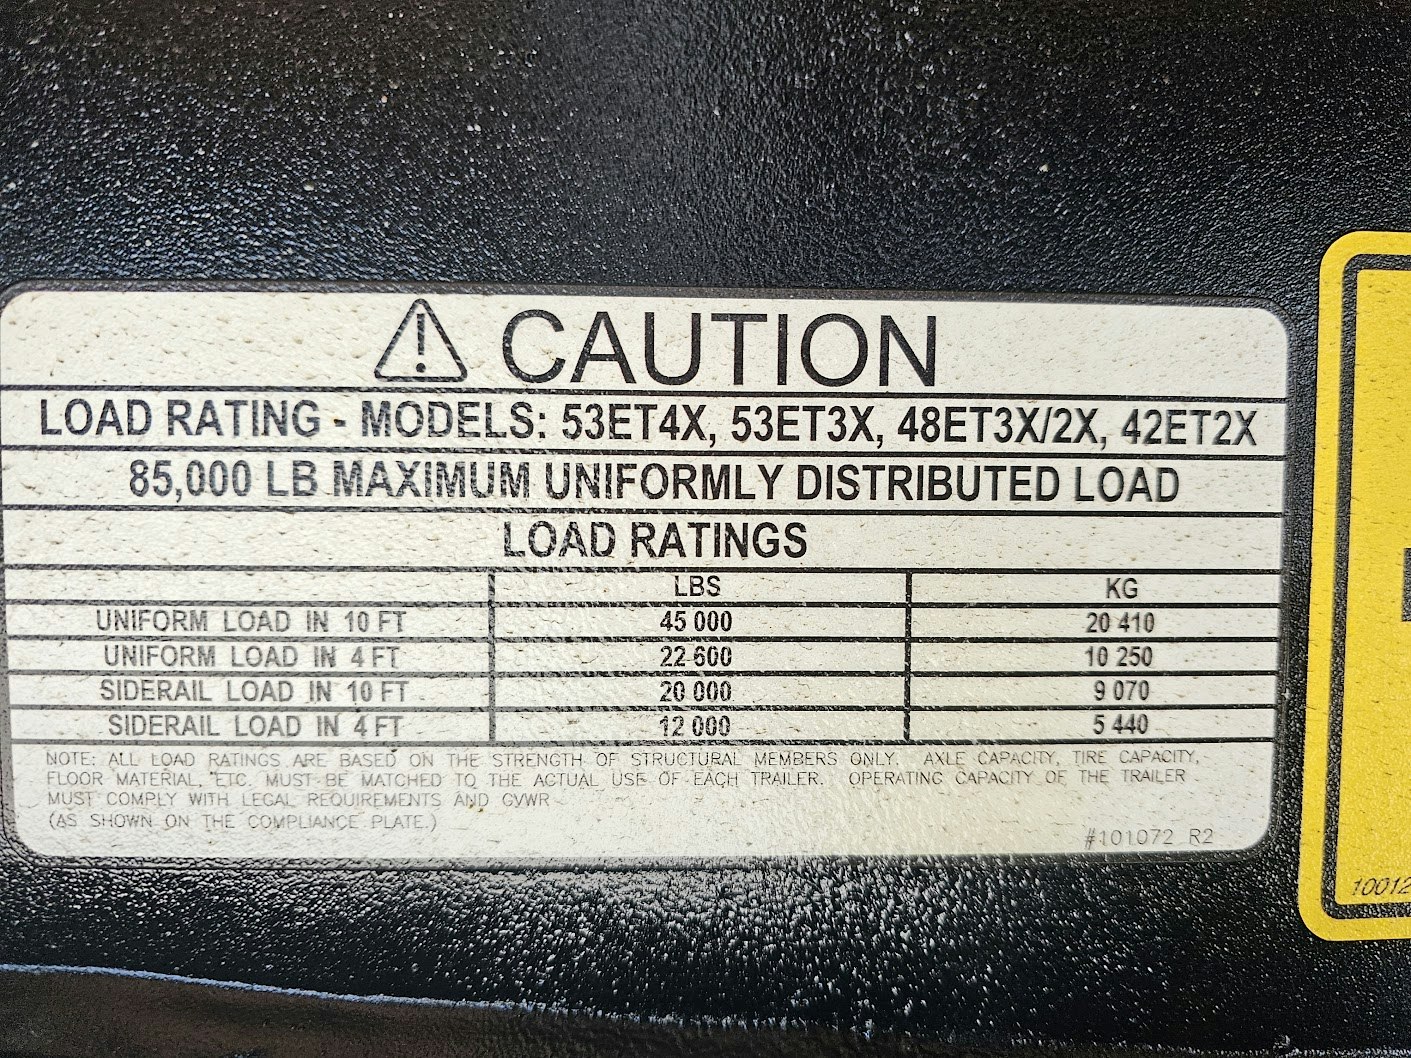 CAUTION
LOAD RATING - MODELS: 53ET4X, 53ET3X, 48ET3X/2X, 42ET2X
85,000 LB MAXIMUM UNIFORMLY DISTRIBUTED LOAD
LOAD RATINGS
LBS KG
UNIFORM LOAD IN 10 FT 45 000 20 410
UNIFORM LOAD IN 4 FT 22 600 10 250
SIDERAIL LOAD IN 10 FT 20 000 9 070
SIDERAIL LOAD IN 4 FT 12 000 5 440
NOTE: ALL LOAD RATINGS ARE BASED ON THE STRENGTH OF STRUCTURAL MEMBERS ONLY. AXLE CAPACITY, TIRE CAPACITY,
FLOOR MATERIAL, ETC. MUST BE MATCHED TO THE ACTUAL USE OF EACH TRAILER. OPERATING CAPACITY OF THE TRAILER
MUST COMPLY WITH LEGAL REQUIREMENTS AND GVWR
(AS SHOWN ON THE COMPLIANCE PLATE.)
#101072 R2